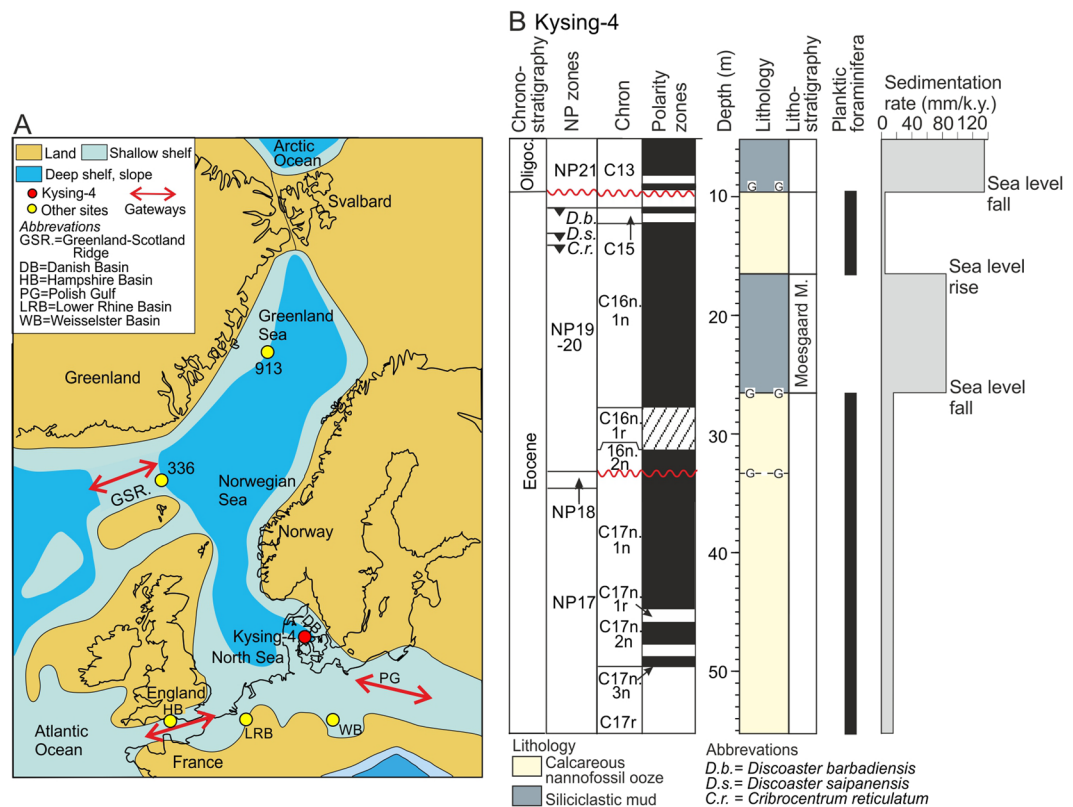 A
Land
Shallow shelf
Deep shelf, slope
Kysing-4
Other sites
Gateways
Abbrevations
GSR.=Greenland-Scotland
Ridge
DB=Danish Basin
HB=Hampshire Basin
PG=Polish Gulf
LRB=Lower Rhine Basin
WB=Weisselster Basin
Arctic
Ocean
Svalbard
Greenland
Sea
913
Greenland
336
GSR.
Norwegian
Sea
Norway
DB
Kysing-4
North Sea
PG
England
HB
LRB
WB
Atlantic
Ocean
France
B Kysing-4
Chrono-
stratigraphy
NP zones
Chron
Polarity
zones
Depth (m)
Lithology
Litho-
stratigraphy
Planktic
foraminifera
Sedimentation
rate (mm/k.y.)
0 40 80 120
Oligoc.
Eocene
NP21
D.b.
D.s.
C.r.
NP19
-20
NP18
NP17
C13
C15
C16n.
1n
C16n.
1r
16n.
2n
C17n.
1n
C17n.
1r
C17n.
2n
C17n.
3n
C17r
10
20
30
40
50
G G
G G
G G
Moesgaard M.
Sea level
fall
Sea level
rise
Sea level
fall
Lithology
Calcareous
nannofossil ooze
Siliciclastic mud
Abbrevations
D.b.= Discoaster barbadiensis
D.s.= Discoaster saipanensis
C.r.= Cribrocentrum reticulatum